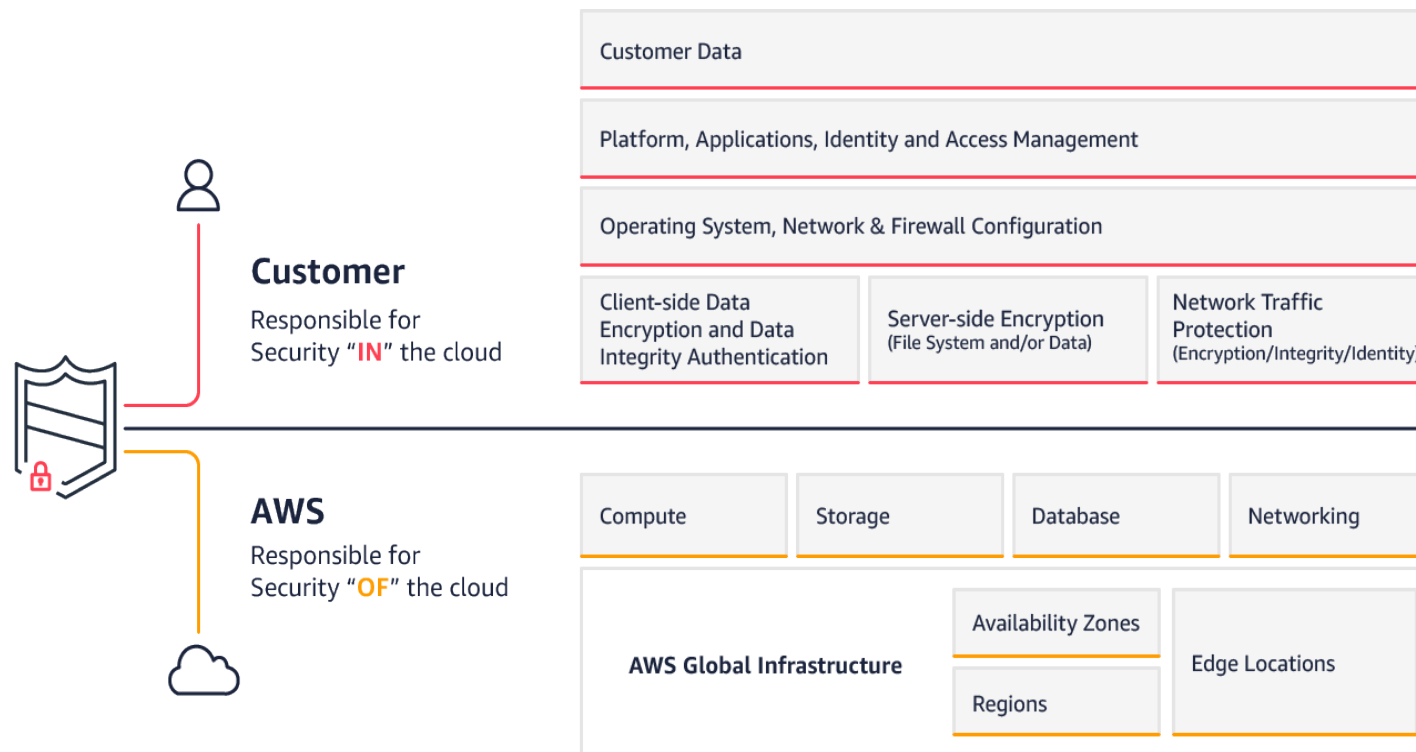 Customer
Responsible for
Security “IN” the cloud
Customer Data
Platform, Applications, Identity and Access Management
Operating System, Network & Firewall Configuration
Client-side Data
Encryption and Data
Integrity Authentication
Server-side Encryption
(File System and/or Data)
Network Traffic
Protection
(Encryption/Integrity/Identity)
AWS
Responsible for
Security “OF” the cloud
Compute
Storage
Database
Networking
AWS Global Infrastructure
Availability Zones
Regions
Edge Locations